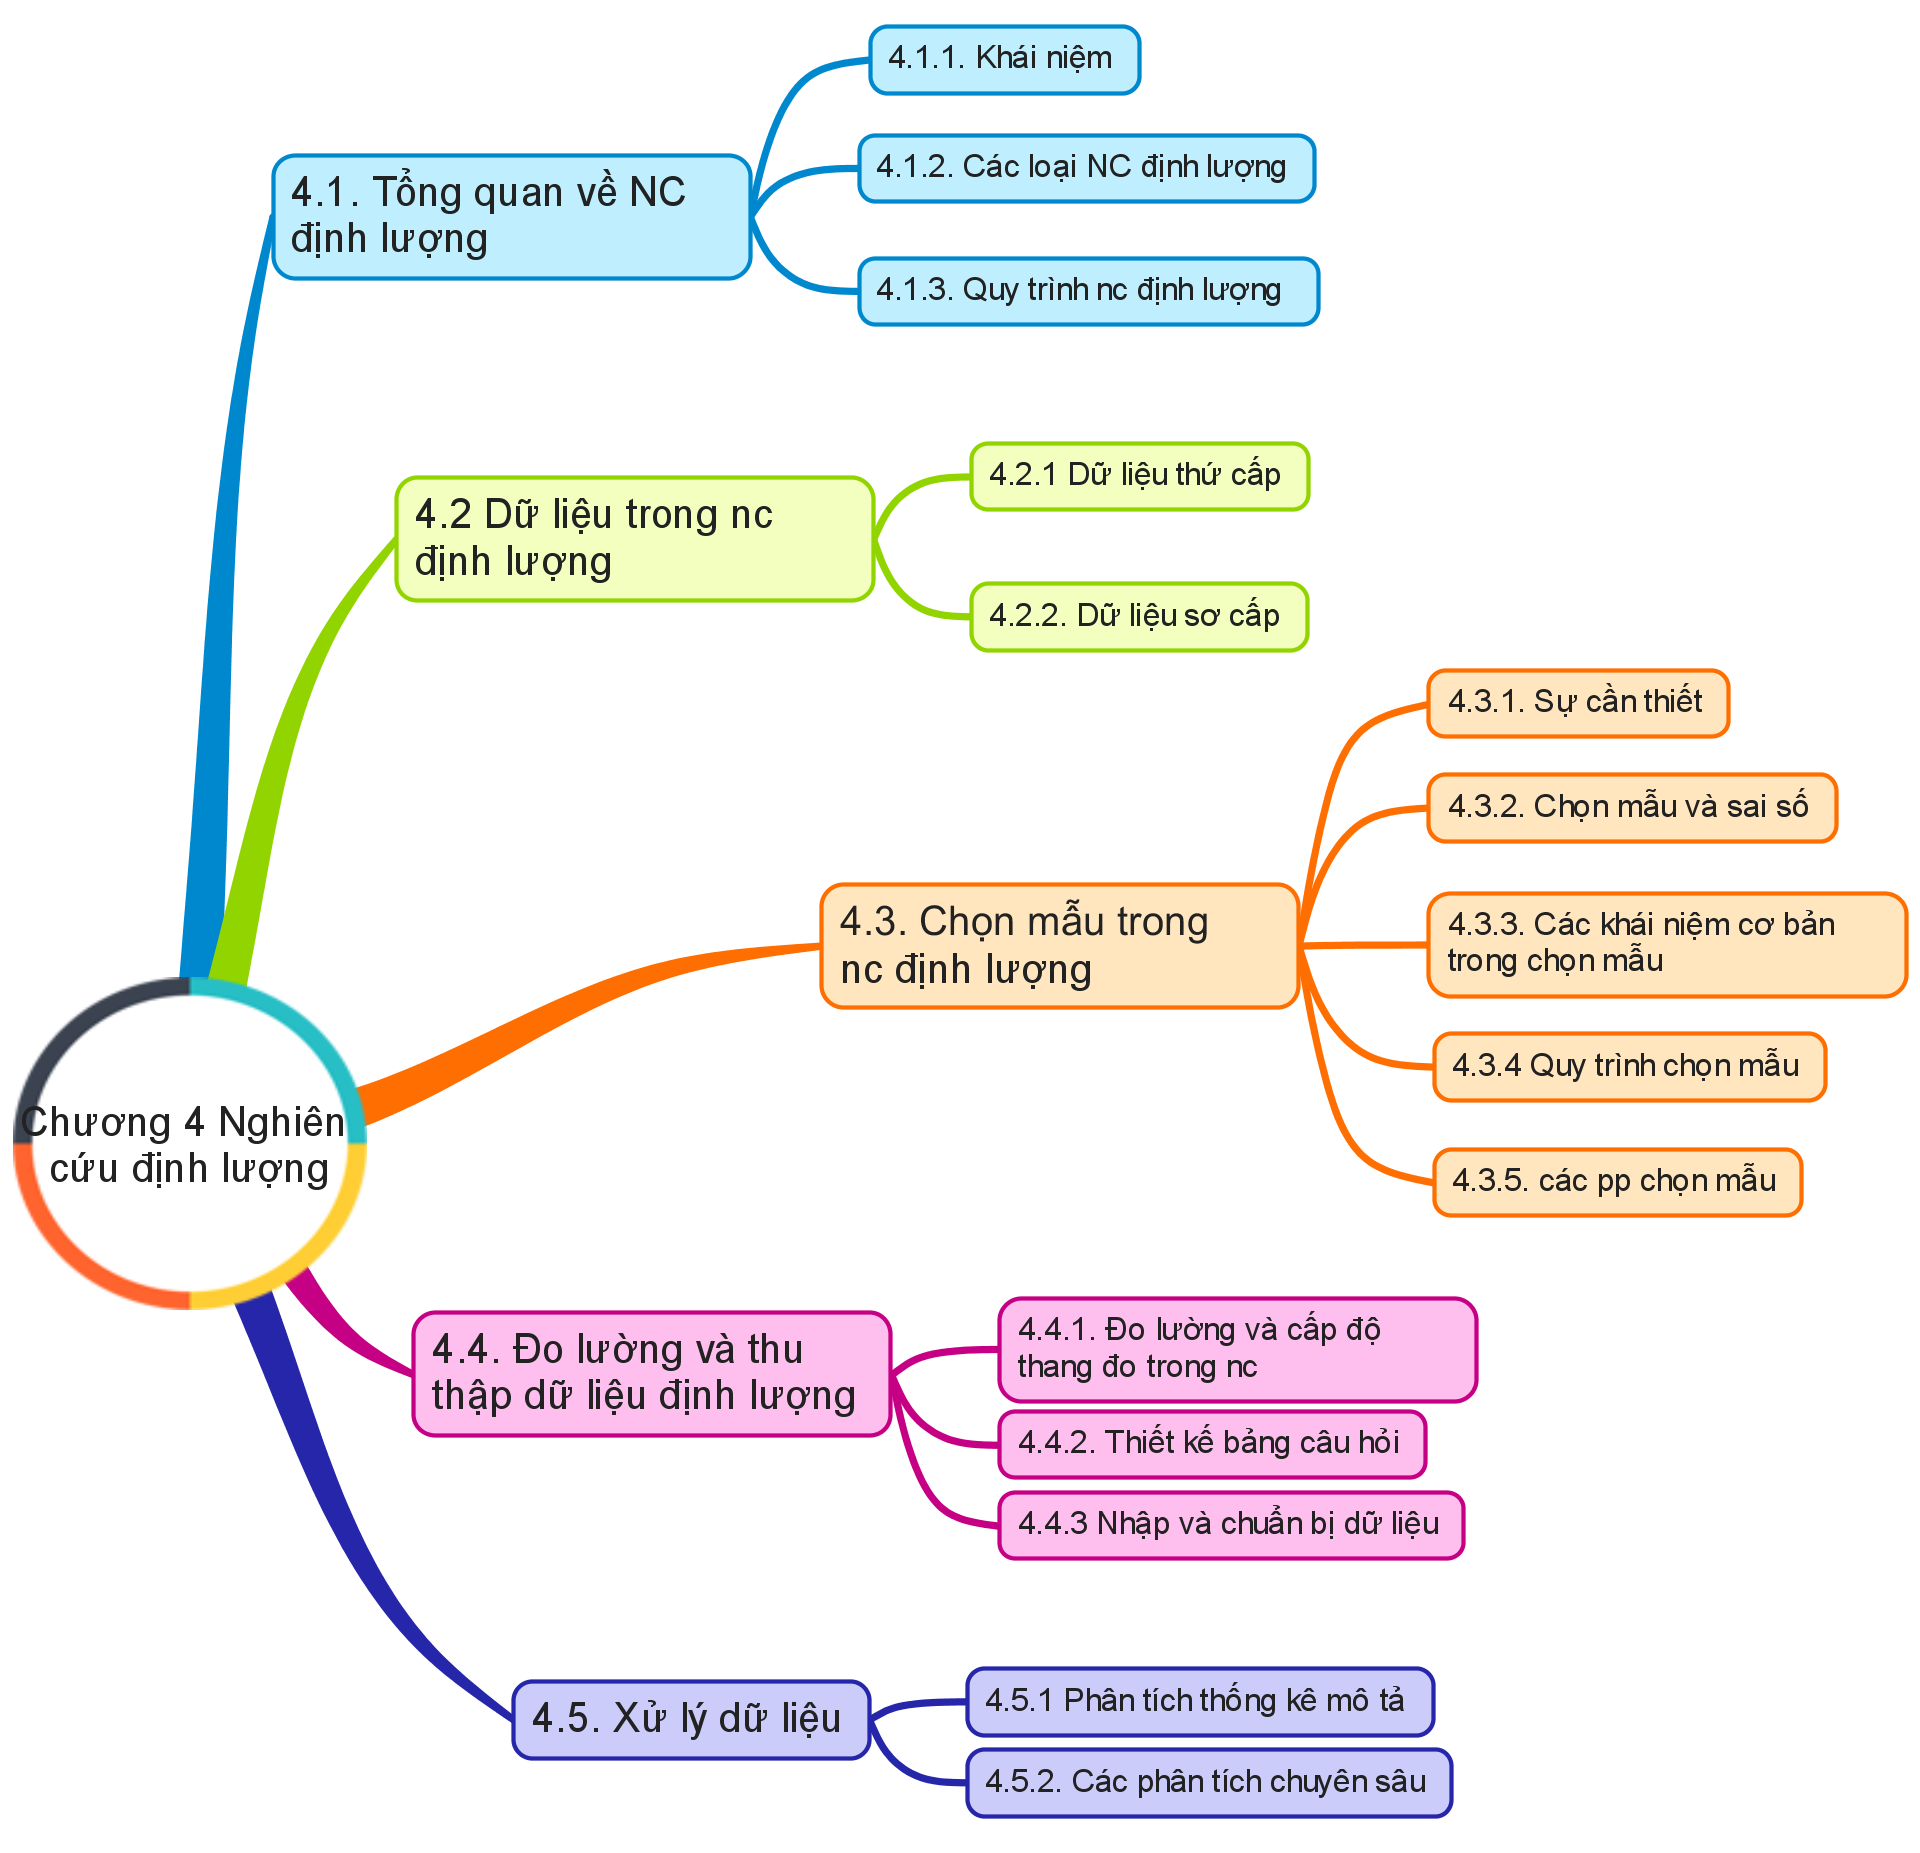 4.1.1. Khái niệm
4.1.2. Các loại NC định lượng
4.1. Tổng quan về NC
định lượng
4.1.3. Quy trình nc định lượng
4.2.1 Dữ liệu thứ cấp
4.2 Dữ liệu trong nc
định lượng
4.2.2. Dữ liệu sơ cấp
4.3.1. Sự cần thiết
4.3.2. Chọn mẫu và sai số
4.3. Chọn mẫu trong
nc định lượng
4.3.3. Các khái niệm cơ bản
trong chọn mẫu
4.3.4 Quy trình chọn mẫu
4.3.5. các pp chọn mẫu
Chương 4 Nghiên
cứu định lượng
4.4. Đo lường và thu
thập dữ liệu định lượng
4.4.1. Đo lường và cấp độ
thang đo trong nc
4.4.2. Thiết kế bảng câu hỏi
4.4.3 Nhập và chuẩn bị dữ liệu
4.5. Xử lý dữ liệu
4.5.1 Phân tích thống kê mô tả
4.5.2. Các phân tích chuyên sâu